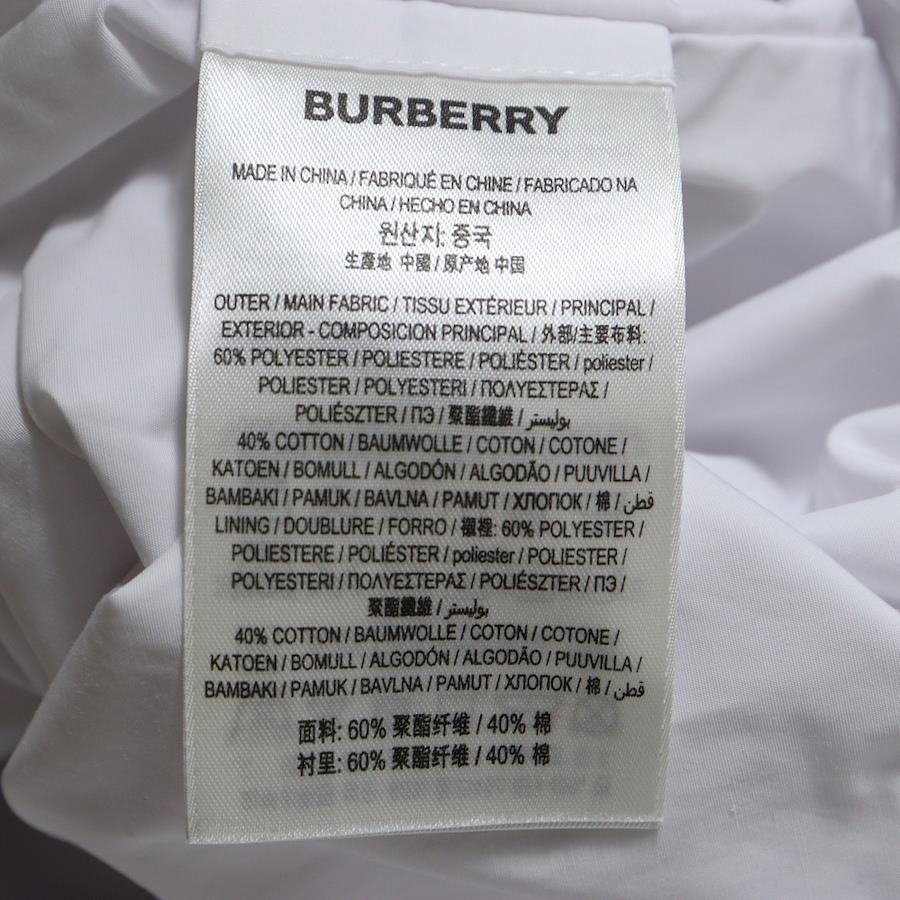 BURBERRY
MADE IN CHINA / FABRIQUÉ EN CHINE / FABRICADO NA
CHINA / HECHO EN CHINA
원산지: 중국
生產地 中國 / 原产地 中国
OUTER / MAIN FABRIC / TISSU EXTÉRIEUR / PRINCIPAL /
EXTERIOR - COMPOSICION PRINCIPAL / 外部/主要布料:
60% POLYESTER / POLIESTERE / POLIÉSTER / poliester /
POLIESTER / POLYESTERI / ΠΟΛΥΕΣΤΕΡΑΣ /
POLIÉSZTER / ПЭ / 聚酯纖維 / بوليستر
40% COTTON / BAUMWOLLE / COTON / COTONE /
KATOEN / BOMULL / ALGODÓN / ALGODÃO / PUUVILLA /
BAMBAKI / PAMUK / BAVLNA / PAMUT / ХЛОПОК / 棉 / قطن
LINING / DOUBLURE / FORRO / 襯裡: 60% POLYESTER /
POLIESTERE / POLIÉSTER / poliester / POLIESTER /
POLYESTERI / ΠΟΛΥΕΣΤΕΡΑΣ / POLIÉSZTER / ПЭ /
聚酯纖維 / بوليستر
40% COTTON / BAUMWOLLE / COTON / COTONE /
KATOEN / BOMULL / ALGODÓN / ALGODÃO / PUUVILLA /
BAMBAKI / PAMUK / BAVLNA / PAMUT / ХЛОПОК / 棉 / قطن
面料: 60% 聚酯纤维 / 40% 棉
衬里: 60% 聚酯纤维 / 40% 棉